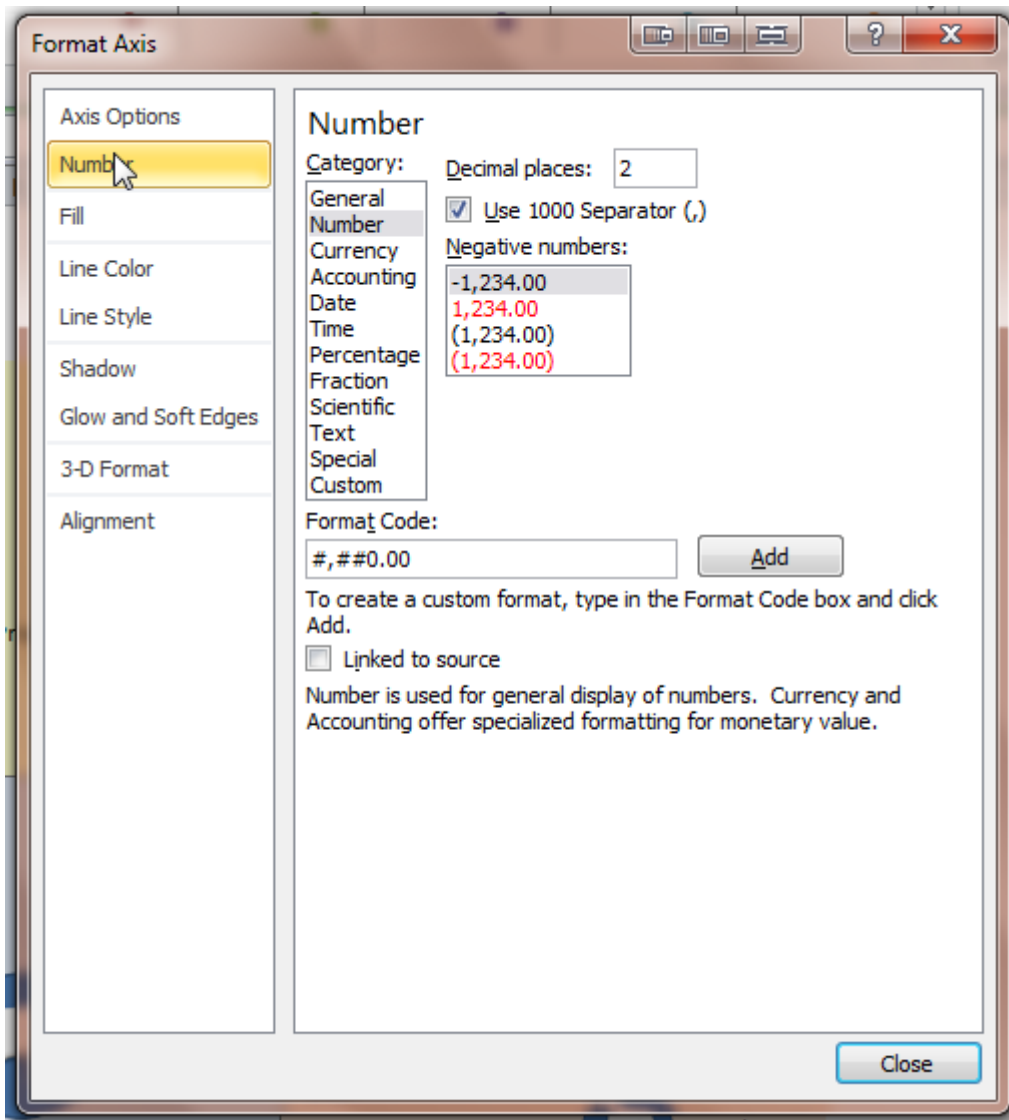 Format Axis
?
X
Axis Options
Number
Fill
Line Color
Line Style
Shadow
Glow and Soft Edges
3-D Format
Alignment
Number
Category:
General
Number
Currency
Accounting
Date
Time
Percentage
Fraction
Scientific
Text
Special
Custom
Decimal places: 2
Use 1000 Separator (,)
Negative numbers:
-1,234.00
1,234.00
(1,234.00)
(1,234.00)
Format Code:
#,##0.00
Add
To create a custom format, type in the Format Code box and click
Add.
Linked to source
Number is used for general display of numbers.  Currency and
Accounting offer specialized formatting for monetary value.
Close